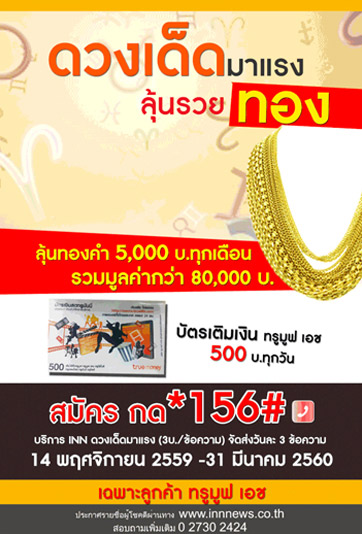 ดวงเด็ดมาแรง
ลุ้นรวย ทอง
ลุ้นทองคำ 5,000 บ.ทุกเดือน
รวมมูลค่ากว่า 80,000 บ.
500
truemoney
บัตรเติมเงิน ทรูมูฟ เอช
500 บ.ทุกวัน
สมัคร กด*156#
บริการ INN ดวงเด็ดมาแรง (3บ./ข้อความ) จัดส่งวันละ 3 ข้อความ
14 พฤศจิกายน 2559 -31 มีนาคม 2560
เฉพาะลูกค้า ทรูมูฟ เอช
ประกาศรายชื่อผู้โชคดีผ่านทาง www.innnews.co.th
สอบถามเพิ่มเติม 0 2730 2424